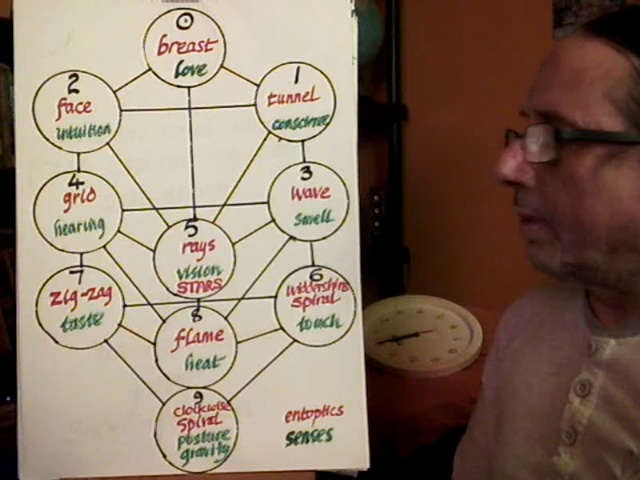 0
breast
love
1
tunnel
conscience
2
face
intuition
3
wave
smell
4
grid
hearing
5
rays
vision
STARS
6
widdershins
spiral
touch
7
zig-zag
taste
8
flame
heat
9
clockwise
spiral
posture
gravity
entoptics
senses